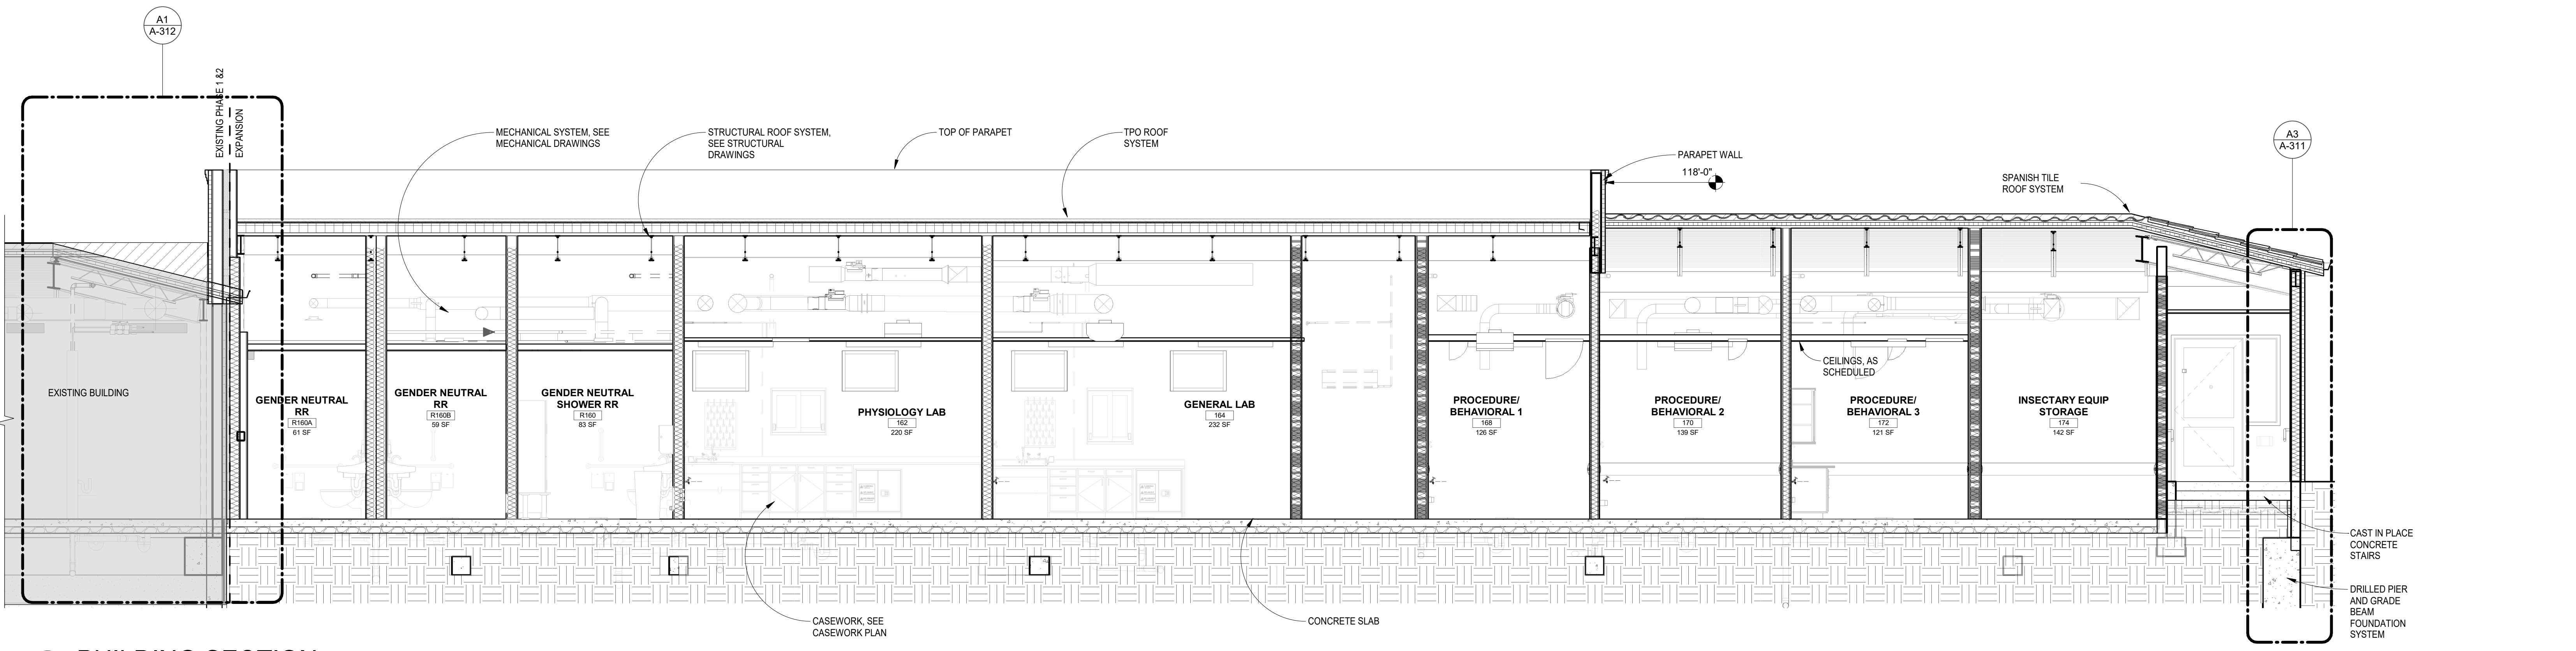 A1
A-312
EXISTING PHASE 1 &2
EXPANSION
MECHANICAL SYSTEM, SEE
MECHANICAL DRAWINGS
STRUCTURAL ROOF SYSTEM,
SEE STRUCTURAL
DRAWINGS
TOP OF PARAPET
TPO ROOF
SYSTEM
PARAPET WALL
118'-0"
SPANISH TILE
ROOF SYSTEM
A3
A-311
EXISTING BUILDING
GENDER NEUTRAL
RR
R160A
61 SF
GENDER NEUTRAL
RR
R160B
59 SF
GENDER NEUTRAL
SHOWER RR
R160
83 SF
PHYSIOLOGY LAB
162
220 SF
GENERAL LAB
164
232 SF
PROCEDURE/
BEHAVIORAL 1
168
126 SF
PROCEDURE/
BEHAVIORAL 2
170
139 SF
CEILINGS, AS
SCHEDULED
PROCEDURE/
BEHAVIORAL 3
172
121 SF
INSECTARY EQUIP
STORAGE
174
142 SF
CAST IN PLACE
CONCRETE
STAIRS
DRILLED PIER
AND GRADE
BEAM
FOUNDATION
SYSTEM
CASEWORK, SEE
CASEWORK PLAN
CONCRETE SLAB
BUILDING SECTION